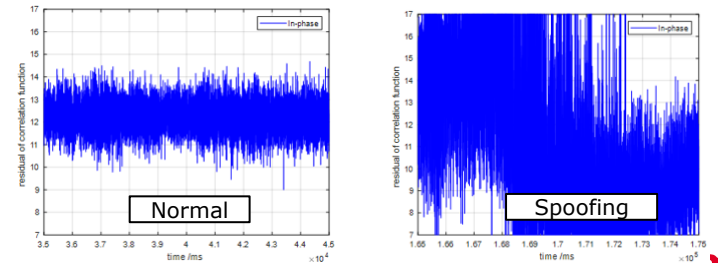 In-phase
residual of correlation function
17
16
15
14
13
12
11
10
9
8
7
Normal
3.5 3.6 3.7 3.8 3.9 4 4.1 4.2 4.3 4.4 4.5
time /ms
×10⁴
In-phase
residual of correlation function
17
16
15
14
13
12
11
10
9
8
7
Spoofing
1.65 1.66 1.67 1.68 1.69 1.7 1.71 1.72 1.73 1.74 1.75
time /ms
×10⁵